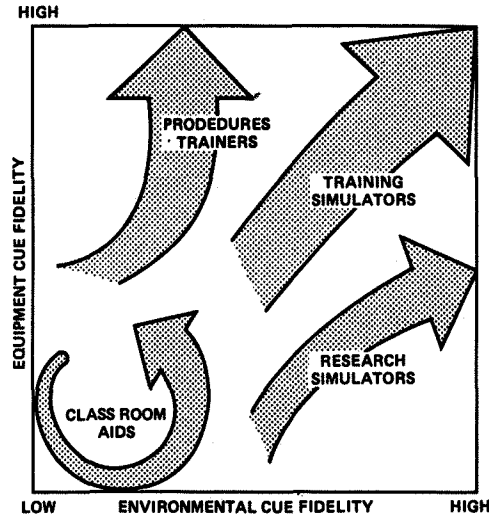 HIGH
PRODEDURES
TRAINERS
TRAINING
SIMULATORS
EQUIPMENT CUE FIDELITY
RESEARCH
SIMULATORS
CLASS ROOM
AIDS
LOW
ENVIRONMENTAL CUE FIDELITY
HIGH